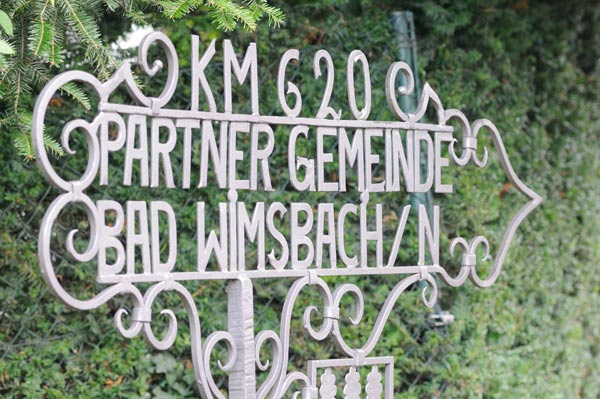 KM 620
PARTNER GEMEINDE
BAD WIMSBACH/N